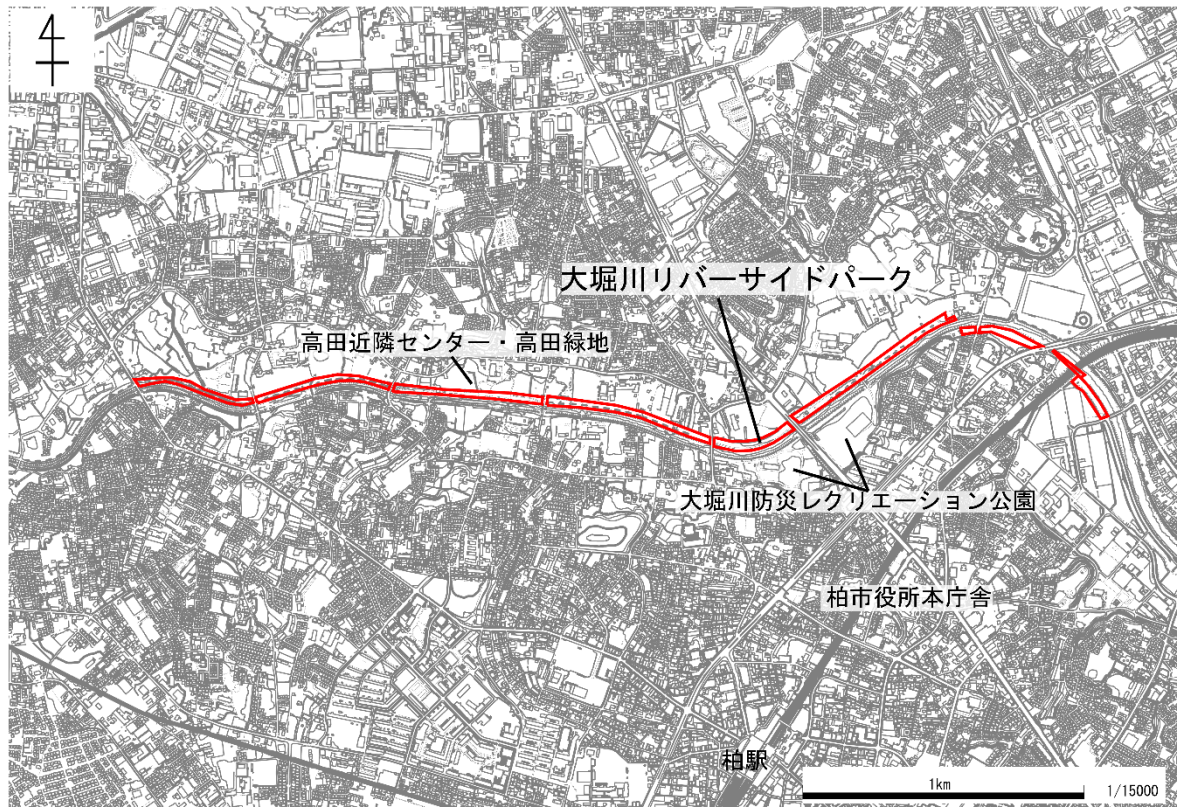 大堀川リバーサイドパーク
高田近隣センター・高田緑地
大堀川防災レクリエーション公園
柏市役所本庁舎
柏駅
1km
1/15000